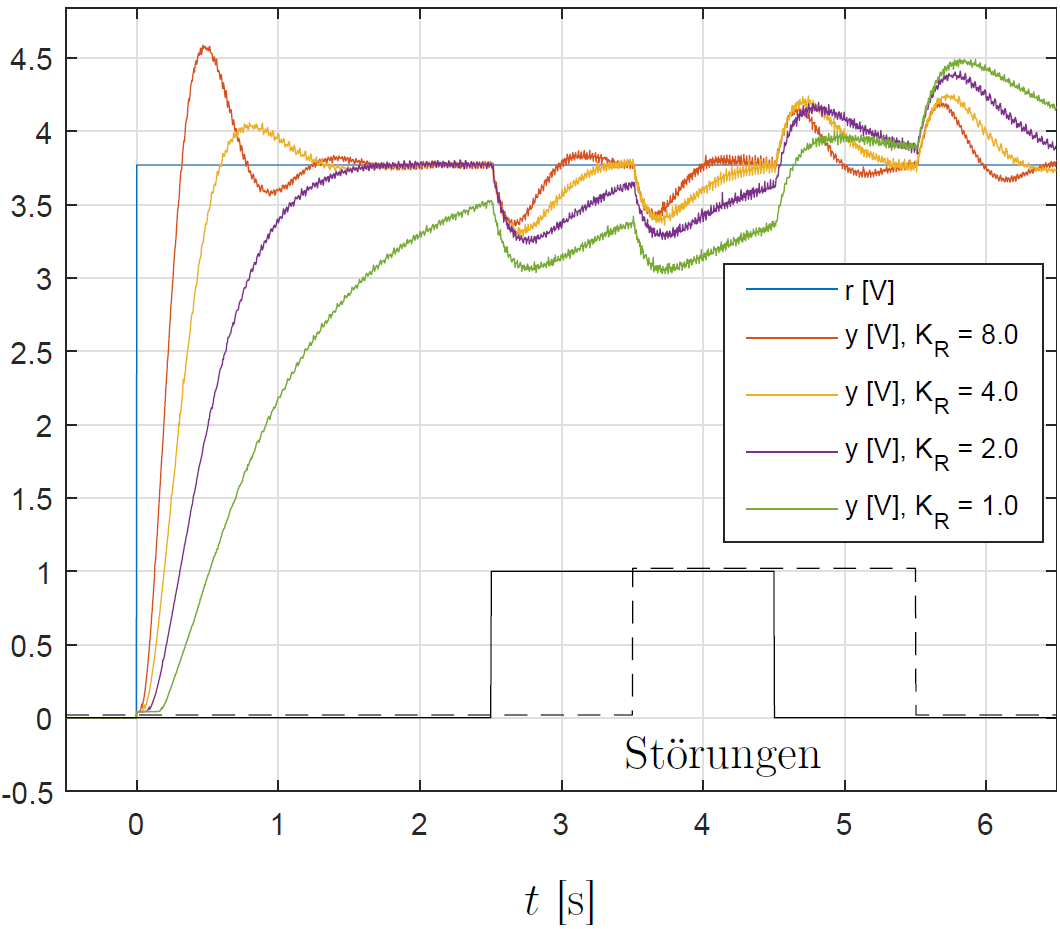 4.5
4
3.5
3
2.5
2
1.5
1
0.5
0
-0.5
r [V]
y [V], K_R = 8.0
y [V], K_R = 4.0
y [V], K_R = 2.0
y [V], K_R = 1.0
Störungen
0 1 2 3 4 5 6
t [s]